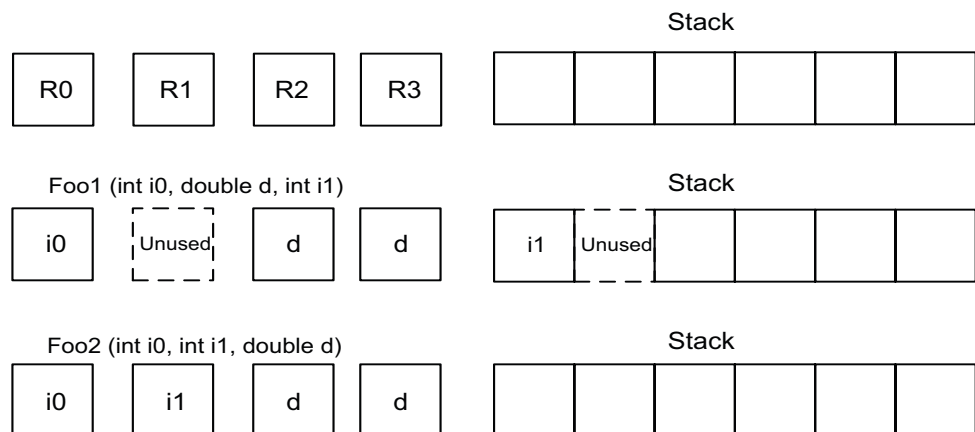 Stack
R0 R1 R2 R3
Foo1 (int i0, double d, int i1)
Stack
i0 Unused d d i1 Unused
Foo2 (int i0, int i1, double d)
Stack
i0 i1 d d